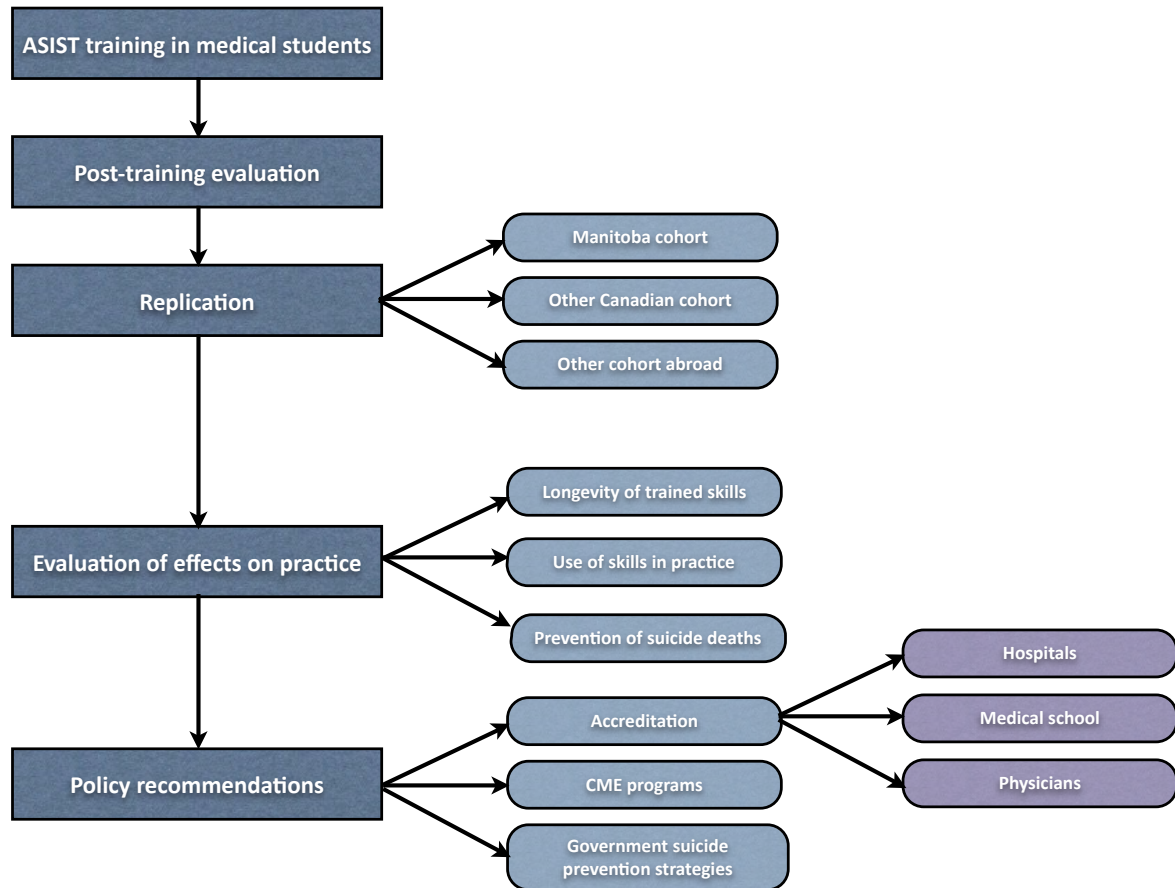 ASIST training in medical students
Post-training evaluation
Replication
Manitoba cohort
Other Canadian cohort
Other cohort abroad
Evaluation of effects on practice
Longevity of trained skills
Use of skills in practice
Prevention of suicide deaths
Policy recommendations
Accreditation
CME programs
Government suicide
prevention strategies
Hospitals
Medical school
Physicians